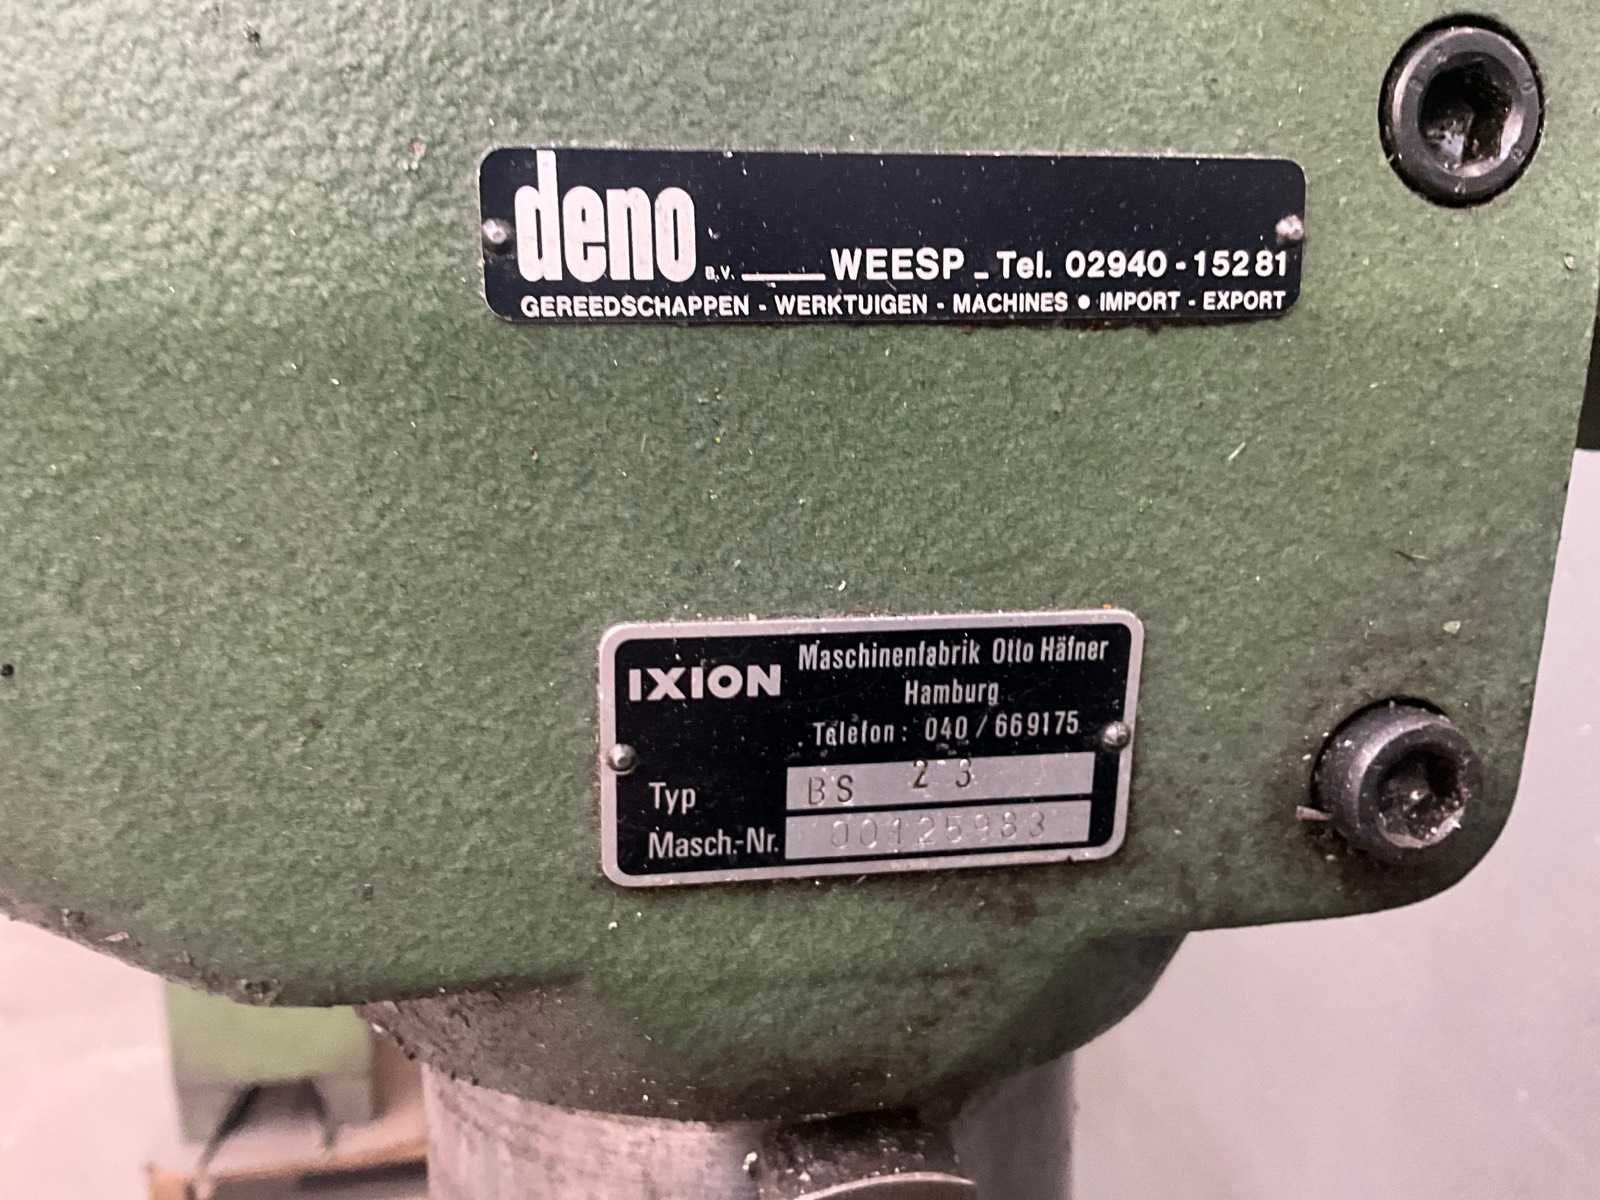 deno B.V. WEESP - Tel. 02940 - 15281
GEREEDSCHAPPEN - WERKTUIGEN - MACHINES • IMPORT - EXPORT
IXION Maschinenfabrik Otto Häfner
Hamburg
Telefon: 040/669175
Typ BS 23
Masch.-Nr. 00125983